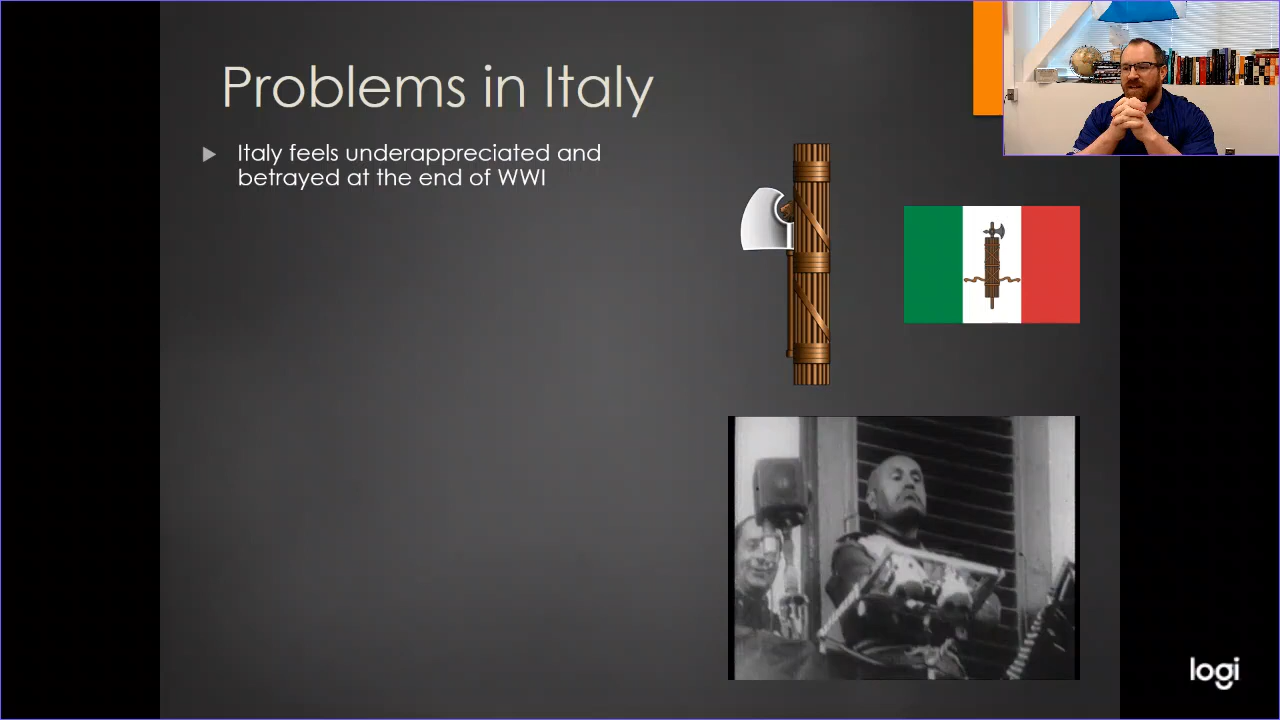 Problems in Italy
Italy feels underappreciated and
betrayed at the end of WWI
logi